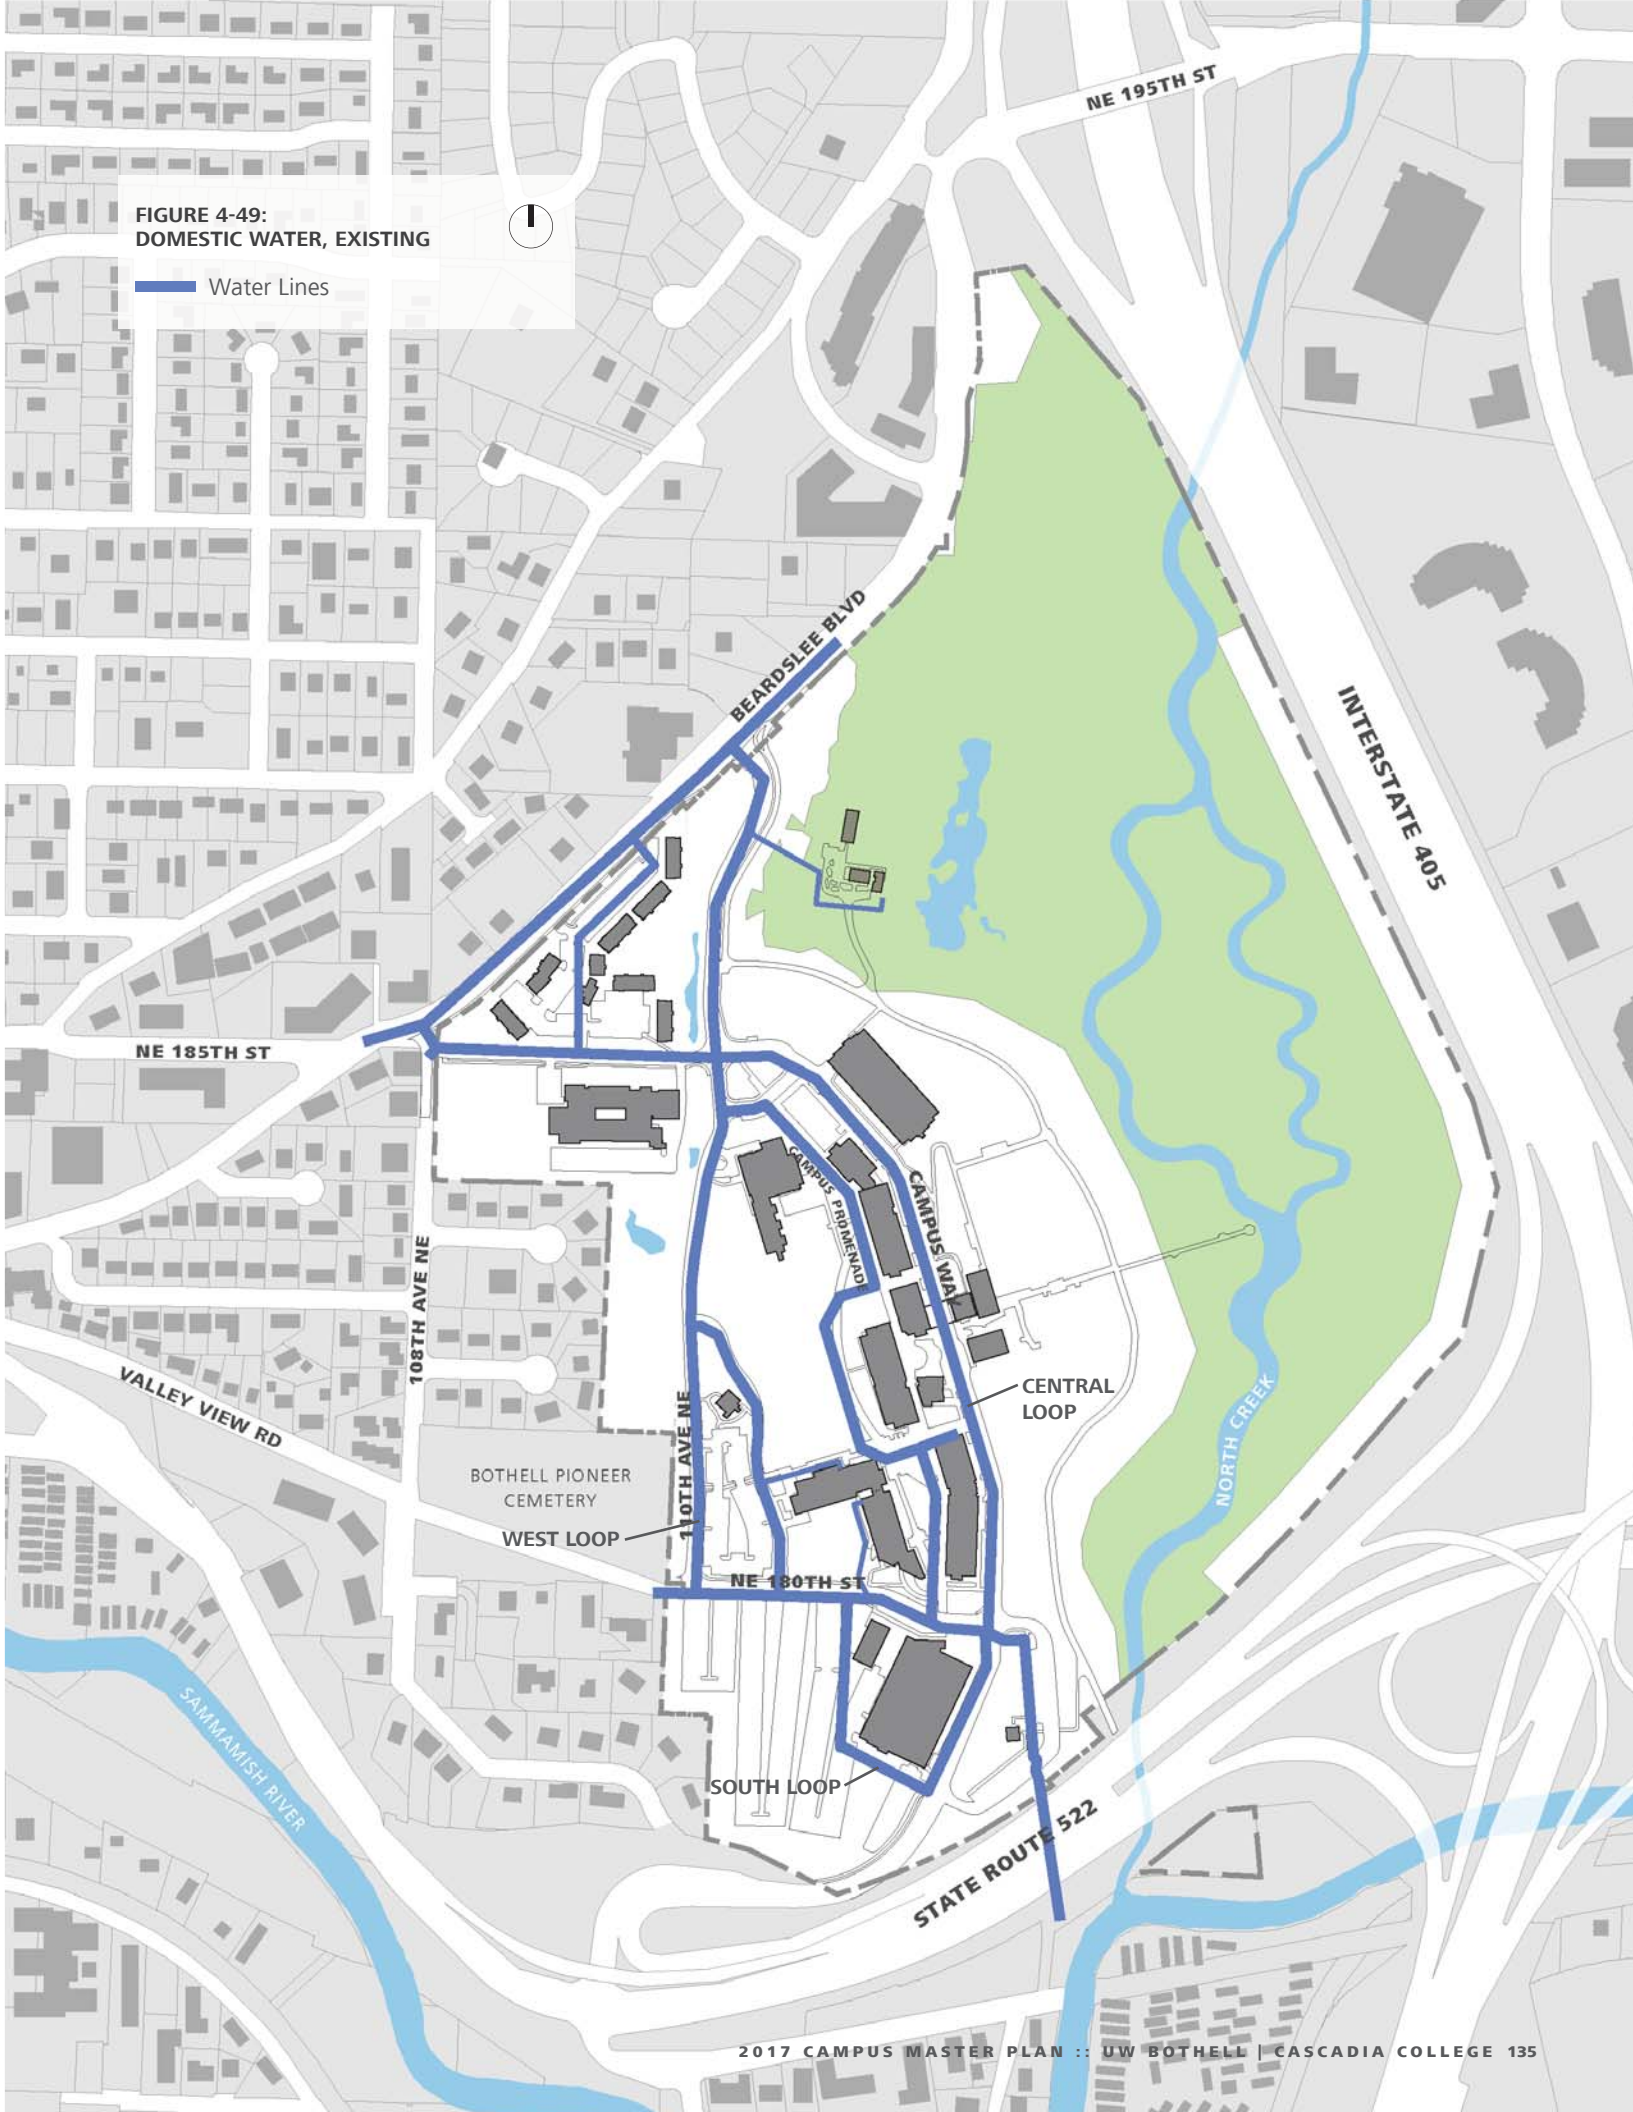 NE 195TH ST
FIGURE 4-49:
DOMESTIC WATER, EXISTING
Water Lines
BEARDSLEE BLVD
INTERSTATE 405
NE 185TH ST
CAMPUS PROMENADE
CAMPUS WAY
108TH AVE NE
VALLEY VIEW RD
CENTRAL
LOOP
110TH AVE NE
NORTH CREEK
BOTHELL PIONEER
CEMETERY
WEST LOOP
NE 180TH ST
SAMMAMISH RIVER
SOUTH LOOP
STATE ROUTE 522
2017 CAMPUS MASTER PLAN :: UW BOTHELL | CASCADIA COLLEGE 135